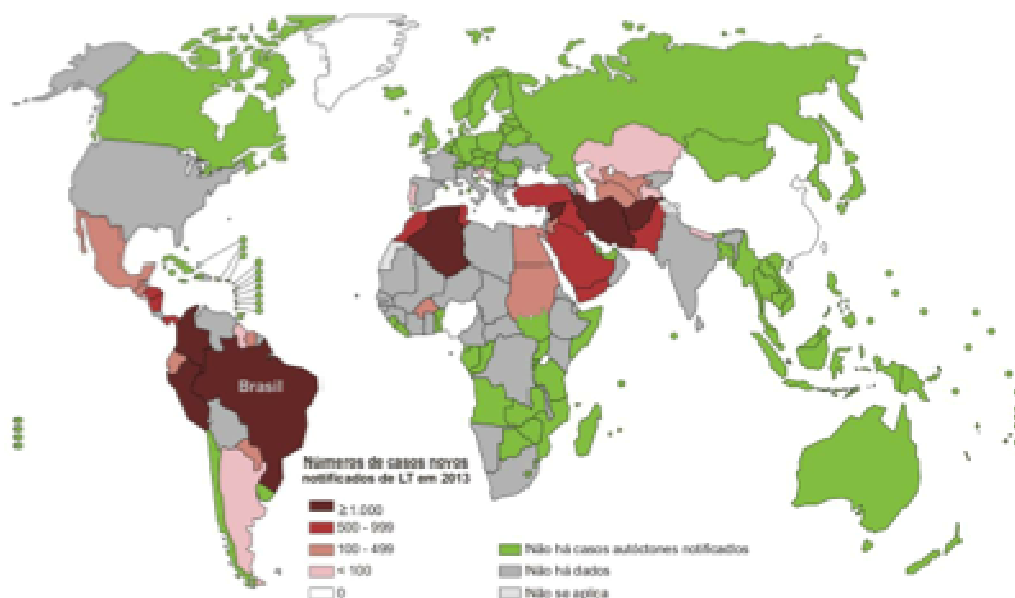 Brasil
Números de casos novos
notificados de LT em 2013
≥1.000
500 - 999
100 - 499
< 100
0
Não há casos autóctones notificados
Não há dados
Não se aplica